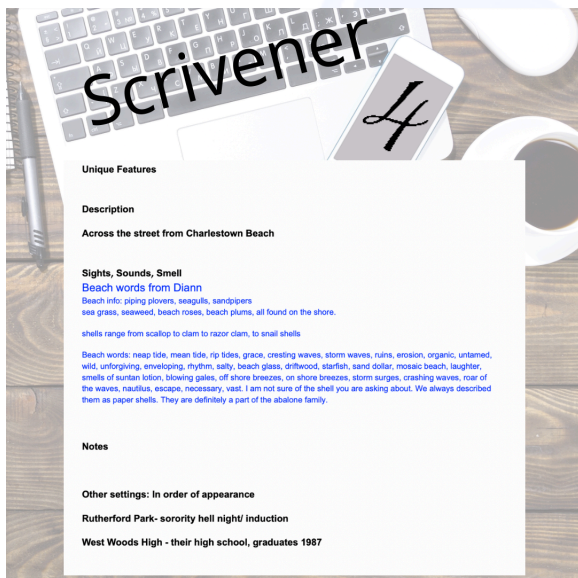 Scrivener
4
Unique Features
Description
Across the street from Charlestown Beach
Sights, Sounds, Smell
Beach words from Diann
Beach info: piping plovers, seagulls, sandpipers
sea grass, seaweed, beach roses, beach plums, all found on the shore.
shells range from scallop to clam to razor clam, to snail shells
Beach words: neap tide, mean tide, rip tides, grace, cresting waves, storm waves, ruins, erosion, organic, untamed,
wild, unforgiving, enveloping, rhythm, salty, beach glass, driftwood, starfish, sand dollar, mosaic beach, laughter,
smells of suntan lotion, blowing gales, off shore breezes, on shore breezes, storm surges, crashing waves, roar of
the waves, nautilus, escape, necessary, vast. I am not sure of the shell you are asking about. We always described
them as paper shells. They are definitely a part of the abalone family.
Notes
Other settings: In order of appearance
Rutherford Park- sorority hell night/ induction
West Woods High - their high school, graduates 1987